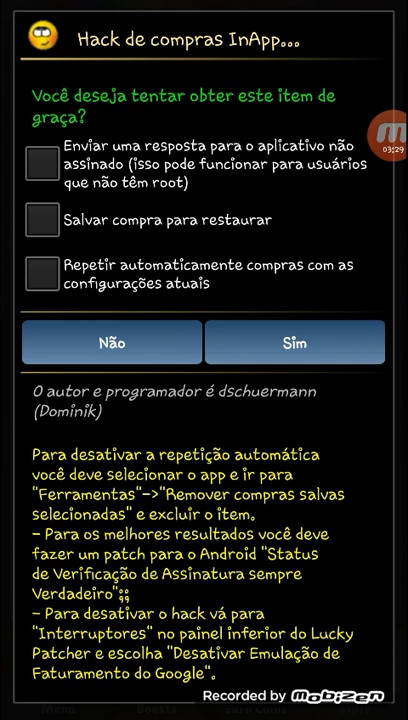 Hack de compras InApp...
Você deseja tentar obter este item de
graça?
Enviar uma resposta para o aplicativo não
assinado (isso pode funcionar para usuários
que não têm root)
03:29
Salvar compra para restaurar
Repetir automaticamente compras com as
configurações atuais
Não
Sim
O autor e programador é dschuermann
(Dominik)
Para desativar a repetição automática
você deve selecionar o app e ir para
"Ferramentas"->"Remover compras salvas
selecionadas" e excluir o item.
- Para os melhores resultados você deve
fazer um patch para o Android "Status
de Verificação de Assinatura sempre
Verdadeiro";;
- Para desativar o hack vá para
"Interruptores" no painel inferior do Lucky
Patcher e escolha "Desativar Emulação de
Faturamento do Google".
Recorded by Mobizen